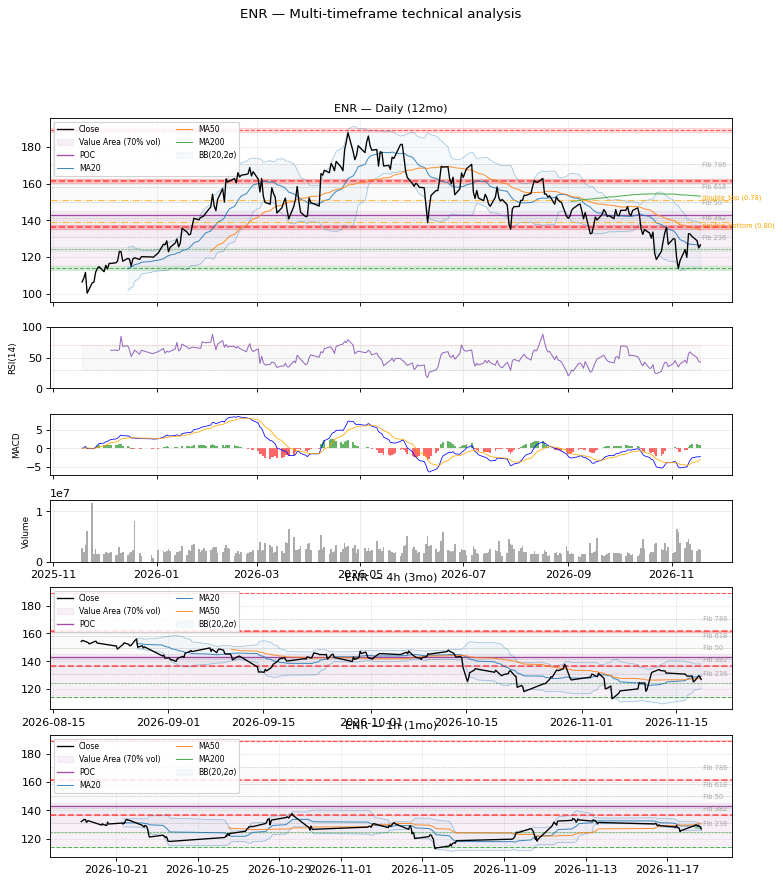 ENR — Multi-timeframe technical analysis
ENR — Daily (12mo)
Close
Value Area (70% vol)
POC
MA20
MA50
MA200
BB(20,2σ)
180
160
140
120
100
Fib 786
Fib 618
double_top (0.78)
Fib 50
Fib 382
bottom (0.80)
Fib 236
RSI(14)
100
50
0
MACD
5
0
−5
1e7
Volume
1
0
2025-11 2026-01 2026-03 2026-05 2026-07 2026-09 2026-11
ENR — 4h (3mo)
Close
Value Area (70% vol)
POC
MA20
MA50
BB(20,2σ)
180
160
140
120
Fib 786
Fib 618
Fib 50
Fib 382
Fib 236
2026-08-15 2026-09-01 2026-09-15 2026-10-01 2026-10-15 2026-11-01 2026-11-15
ENR — 1h (1mo)
Close
Value Area (70% vol)
POC
MA20
MA50
MA200
BB(20,2σ)
180
160
140
120
Fib 786
Fib 618
Fib 50
Fib 382
Fib 236
2026-10-21 2026-10-25 2026-10-29 2026-11-01 2026-11-05 2026-11-09 2026-11-13 2026-11-17